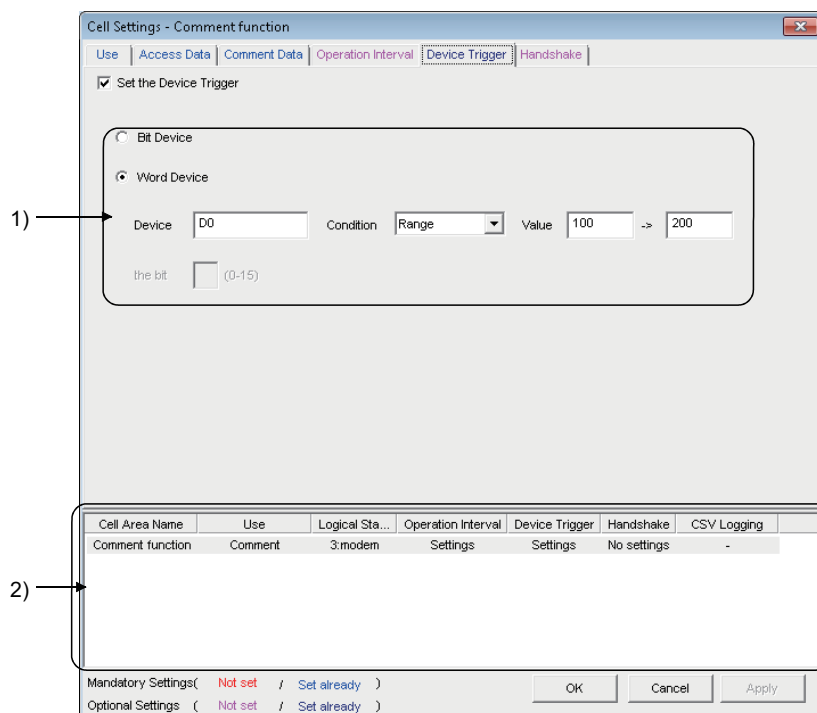 Cell Settings - Comment function
Use Access Data Comment Data Operation Interval Device Trigger Handshake
Set the Device Trigger
Bit Device
Word Device
1)
Device D0 Condition Range Value 100 -> 200
the bit (0-15)
Cell Area Name Use Logical Sta... Operation Interval Device Trigger Handshake CSV Logging
Comment function Comment 3:modem Settings Settings No settings -
2)
Mandatory Settings( Not set / Set already )
OK Cancel Apply
Optional Settings ( Not set / Set already )